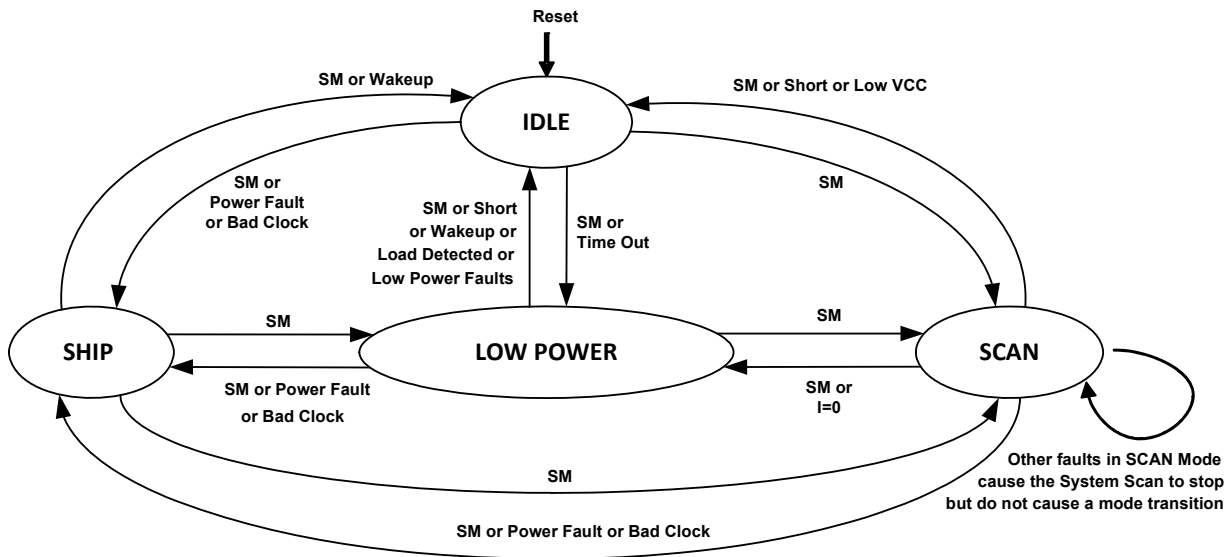 Reset
SM or Wakeup
SM or Short or Low VCC
IDLE
SM or
Power Fault
or Bad Clock
SM or Short
or Wakeup or
Load Detected or
Low Power Faults
SM or
Time Out
SM
SHIP
SM
LOW POWER
SM
SCAN
SM or Power Fault
or Bad Clock
SM or
I=0
SM
Other faults in SCAN Mode
cause the System Scan to stop
but do not cause a mode transition
SM or Power Fault or Bad Clock